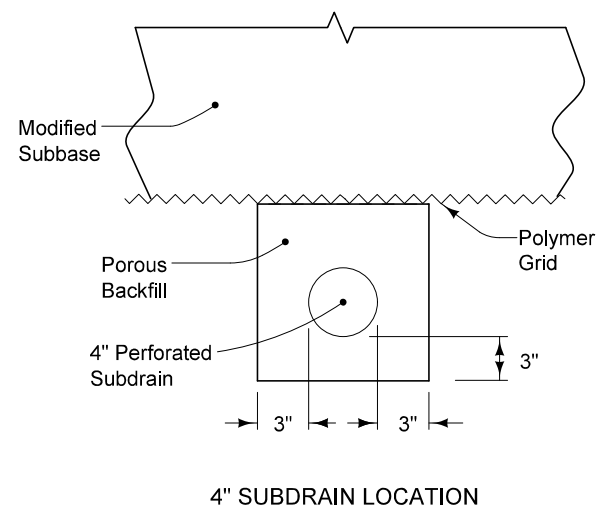 Modified
Subbase
Polymer
Grid
Porous
Backfill
4" Perforated
Subdrain
3"
3"
3"
4" SUBDRAIN LOCATION